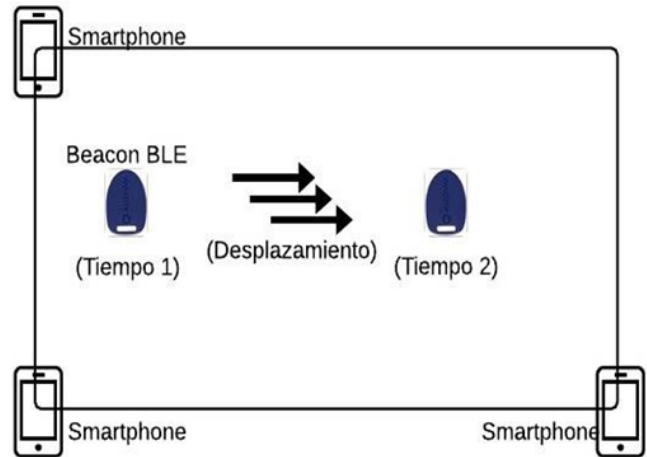 Smartphone
Beacon BLE
(Tiempo 1)
(Desplazamiento)
(Tiempo 2)
Smartphone
Smartphone